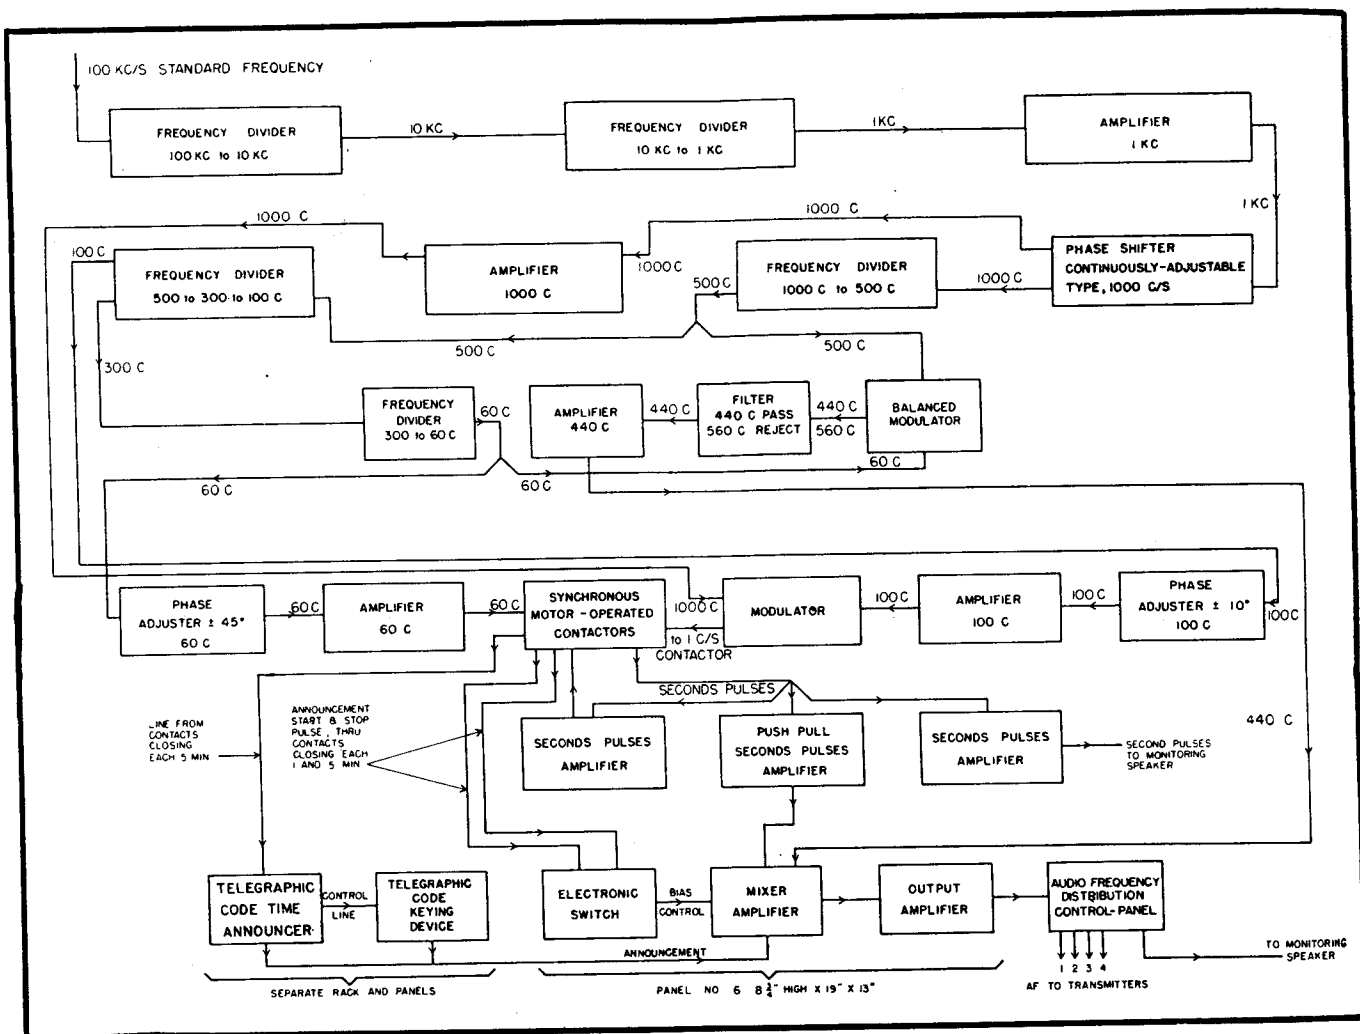 100 KC/S STANDARD FREQUENCY
FREQUENCY DIVIDER
100 KC to 10 KC
10 KC
FREQUENCY DIVIDER
10 KC to 1 KC
1 KC
AMPLIFIER
1 KC
1 KC
1000 C
1000 C
100 C
FREQUENCY DIVIDER
500 to 300 to 100 C
AMPLIFIER
1000 C
1000 C
500 C
FREQUENCY DIVIDER
1000 C to 500 C
1000 C
PHASE SHIFTER
CONTINUOUSLY-ADJUSTABLE
TYPE, 1000 C/S
500 C
500 C
300 C
FREQUENCY
DIVIDER
300 to 60 C
60 C
AMPLIFIER
440 C
440 C
FILTER
440 C PASS
560 C REJECT
440 C
560 C
BALANCED
MODULATOR
60 C
60 C
60 C
PHASE
ADJUSTER ± 45°
60 C
60 C
AMPLIFIER
60 C
60 C
SYNCHRONOUS
MOTOR - OPERATED
CONTACTORS
1000 C
to 1 C/S
CONTACTOR
MODULATOR
100 C
AMPLIFIER
100 C
100 C
PHASE
ADJUSTER ± 10°
100 C
100 C
LINE FROM
CONTACTS
CLOSING
EACH 5 MIN
ANNOUNCEMENT
START & STOP
PULSE, THRU
CONTACTS
CLOSING EACH
1 AND 5 MIN
SECONDS PULSES
SECONDS PULSES
AMPLIFIER
PUSH PULL
SECONDS PULSES
AMPLIFIER
SECONDS PULSES
AMPLIFIER
SECOND PULSES
TO MONITORING
SPEAKER
440 C
TELEGRAPHIC
CODE TIME
ANNOUNCER
CONTROL
LINE
TELEGRAPHIC
CODE
KEYING
DEVICE
ELECTRONIC
SWITCH
BIAS
CONTROL
MIXER
AMPLIFIER
OUTPUT
AMPLIFIER
AUDIO FREQUENCY
DISTRIBUTION
CONTROL-PANEL
ANNOUNCEMENT
1 2 3 4
AF TO TRANSMITTERS
TO MONITORING
SPEAKER
SEPARATE RACK AND PANELS
PANEL NO 6 8 3/4" HIGH X 19" X 13"